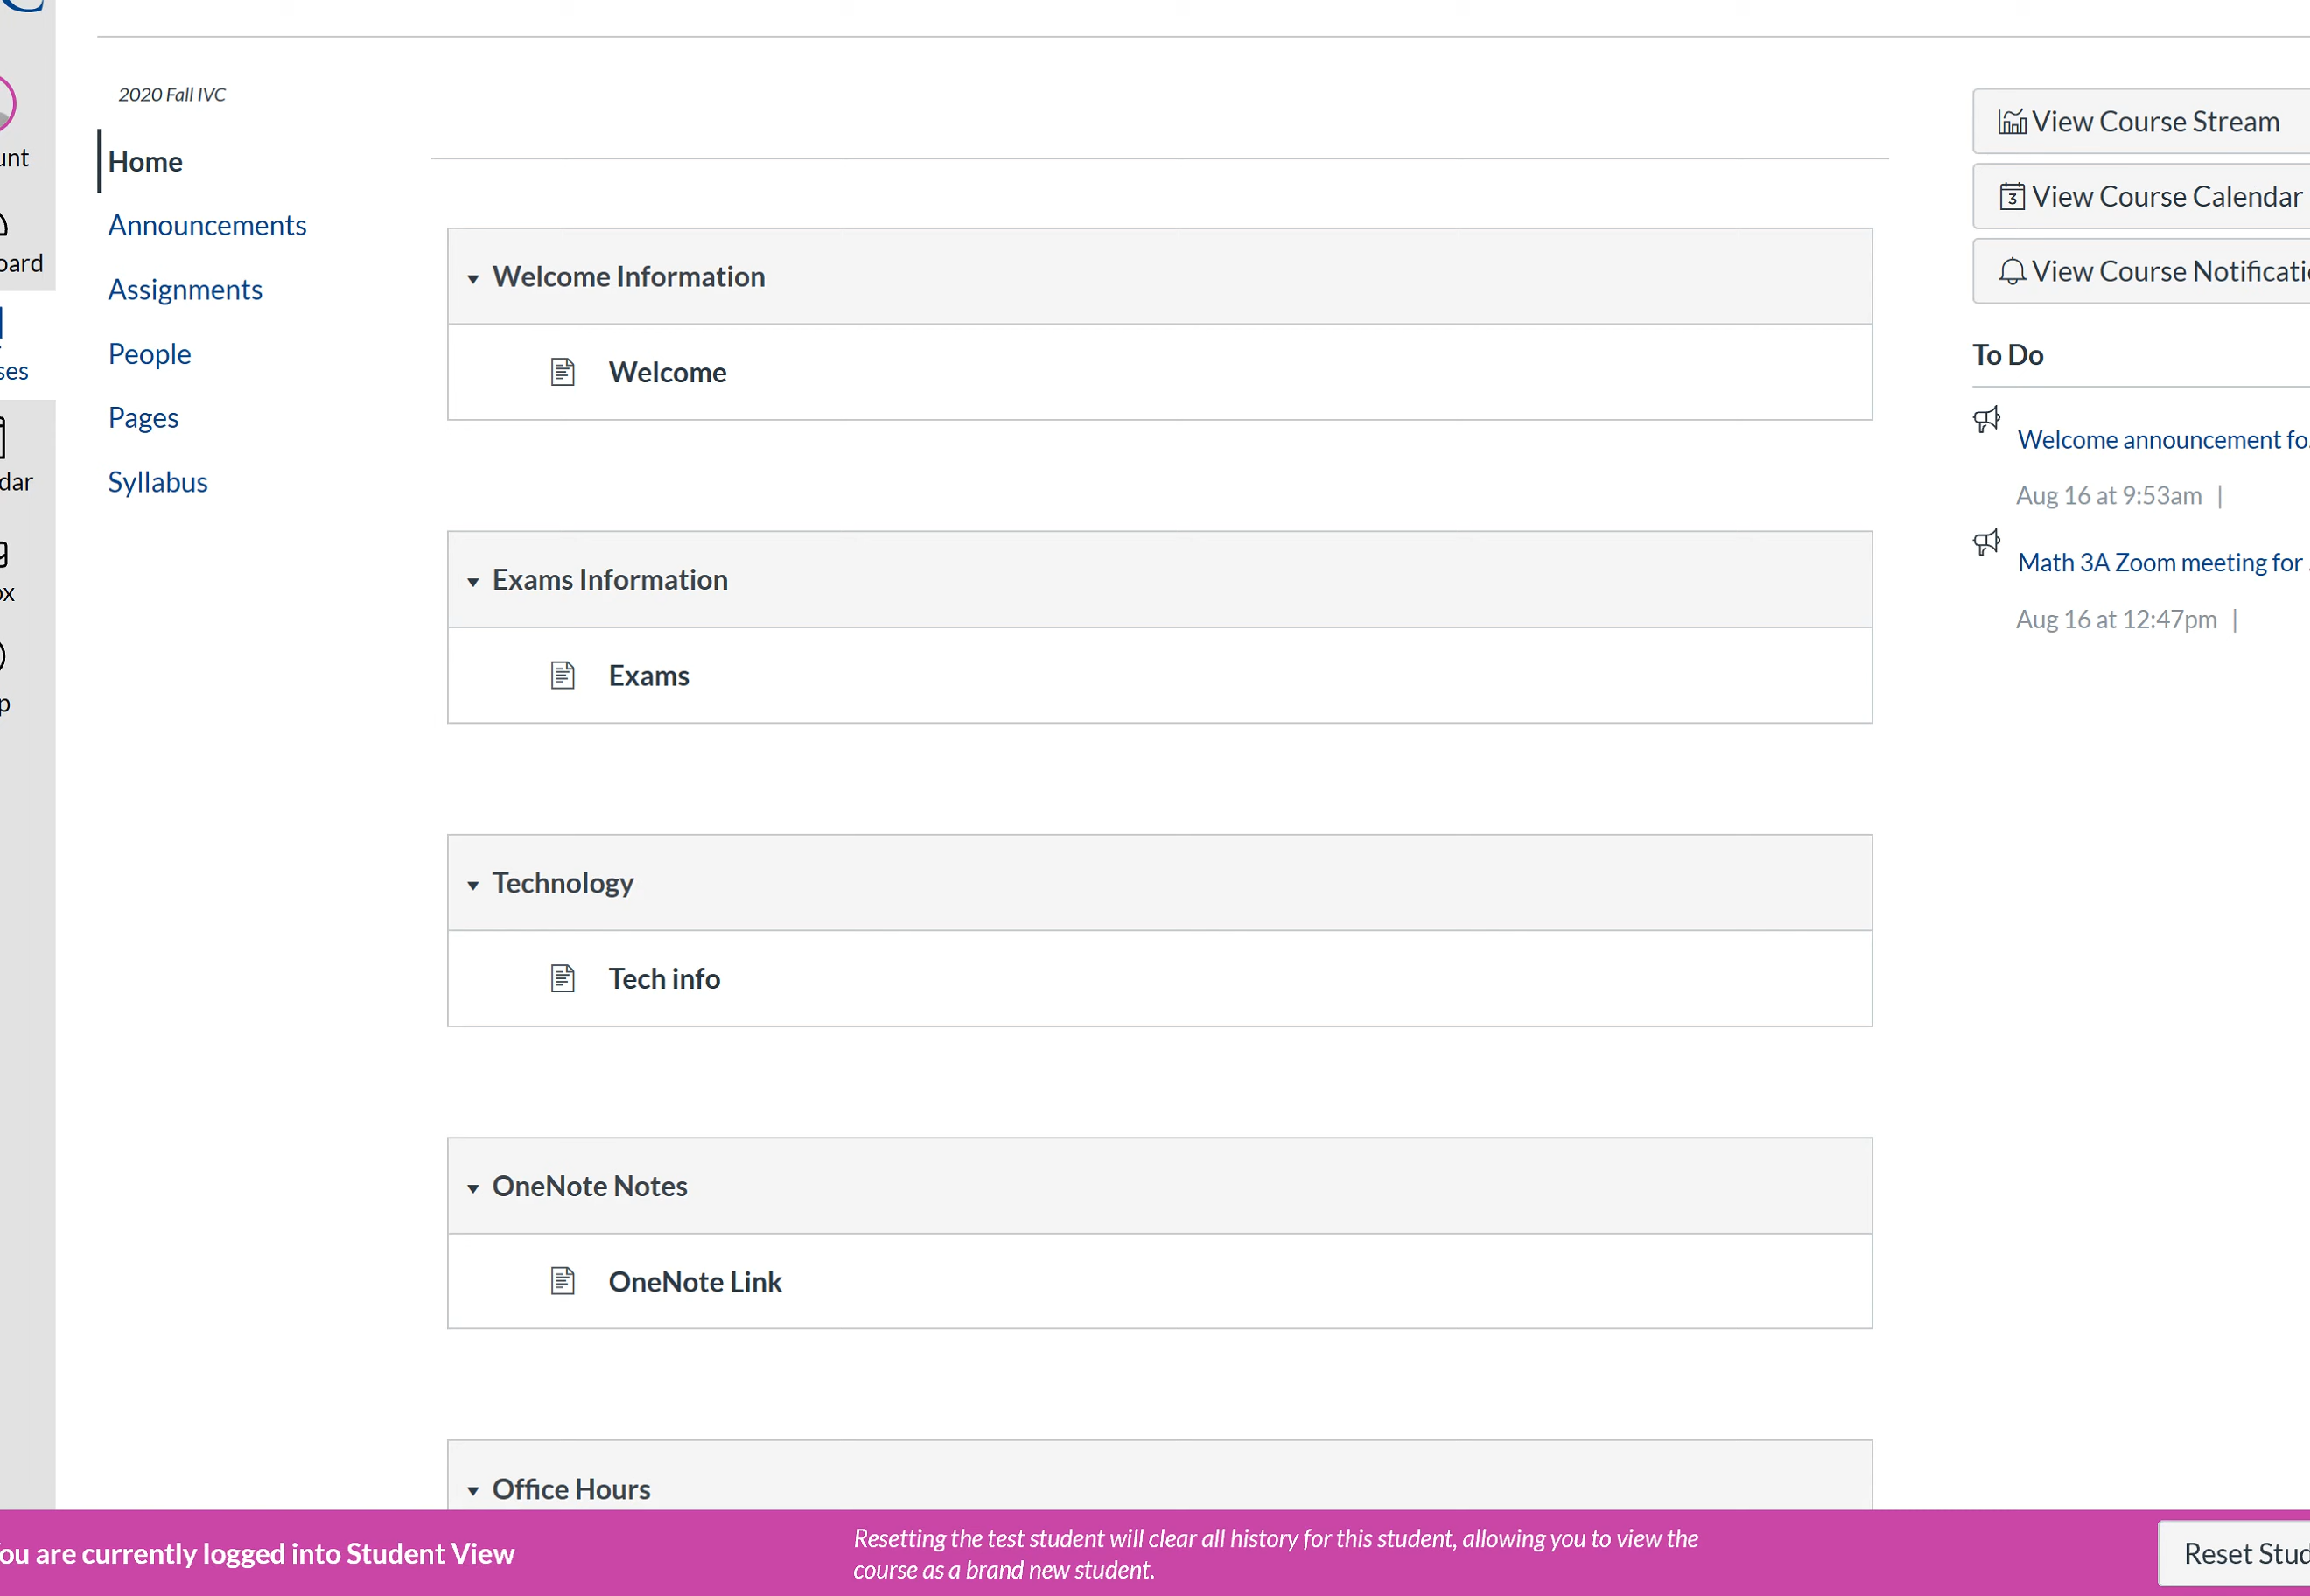 unt
oard
ses
dar
ox
p
2020 Fall IVC
Home
Announcements
Assignments
People
Pages
Syllabus
Welcome Information
Welcome
Exams Information
Exams
Technology
Tech info
OneNote Notes
OneNote Link
Office Hours
View Course Stream
3 View Course Calendar
View Course Notificati
To Do
Welcome announcement fo..
Aug 16 at 9:53am |
Math 3A Zoom meeting for .
Aug 16 at 12:47pm |
ou are currently logged into Student View
Resetting the test student will clear all history for this student, allowing you to view the
course as a brand new student.
Reset Stud